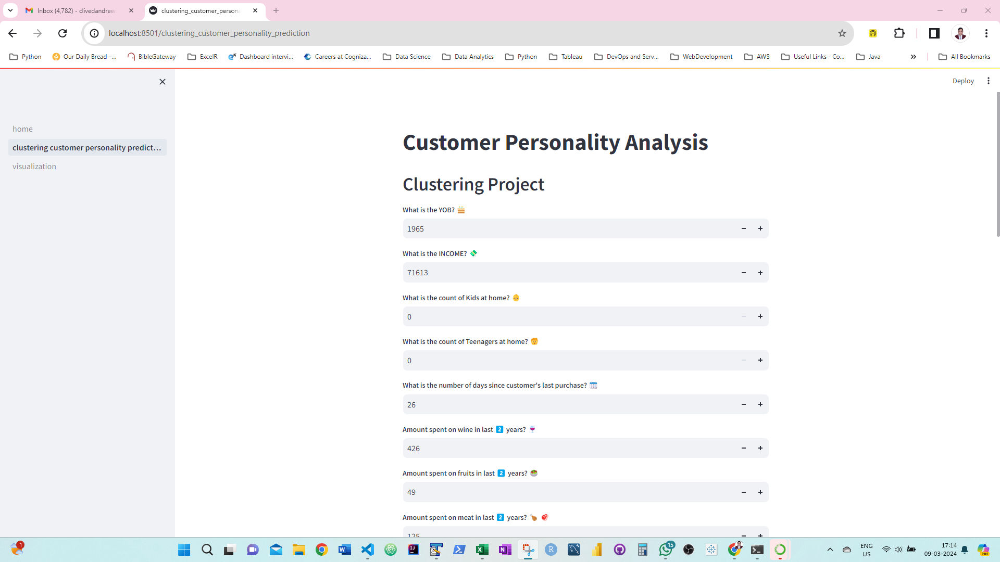 Inbox (4,782) - clivedandrew
clustering_customer_persona
localhost:8501/clustering_customer_personality_prediction
Python
Our Daily Bread –...
BibleGateway
ExcelR
Dashboard intervi...
Careers at Cogniza...
Data Science
Data Analytics
Python
Tableau
DevOps and Serv...
WebDevelopment
AWS
Useful Links - Co...
Java
»
All Bookmarks
Deploy
home
clustering customer personality predict...
visualization
Customer Personality Analysis
Clustering Project
What is the YOB?
1965
What is the INCOME?
71613
What is the count of Kids at home?
0
What is the count of Teenagers at home?
0
What is the number of days since customer's last purchase?
26
Amount spent on wine in last 2 years?
426
Amount spent on fruits in last 2 years?
49
Amount spent on meat in last 2 years?
125
1
15
ENG
US
17:14
09-03-2024
PRE